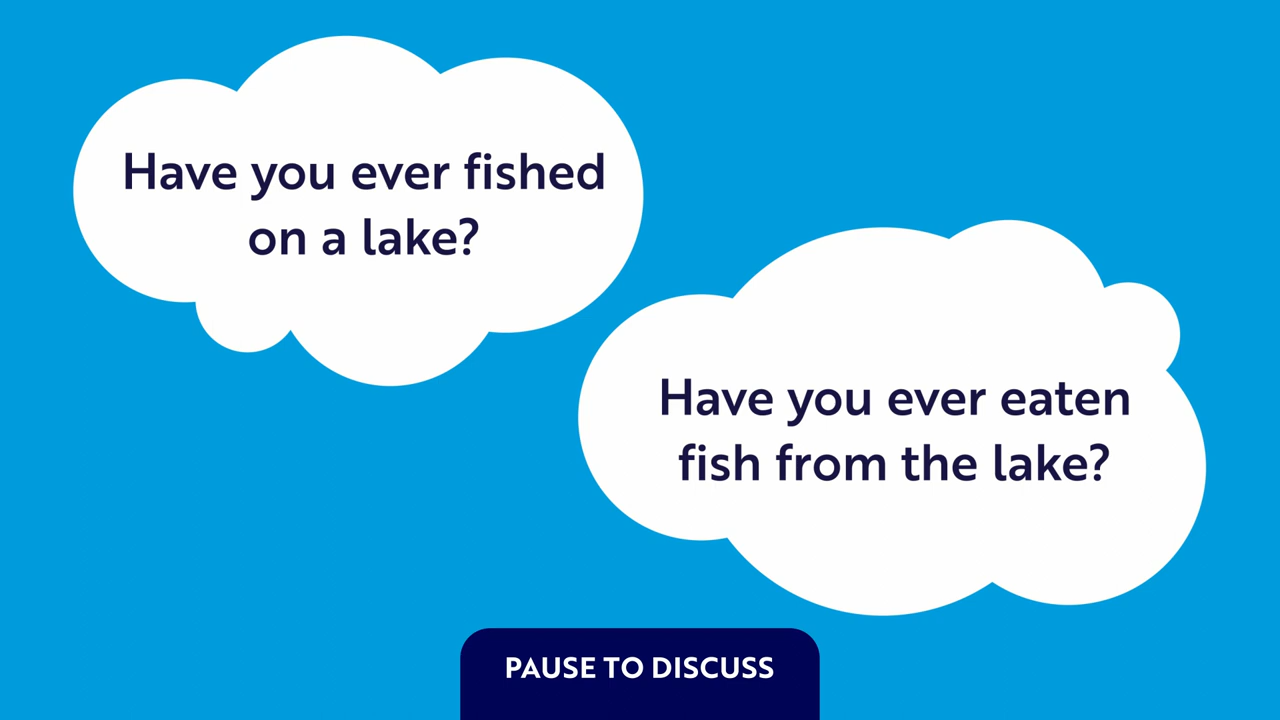 Have you ever fished
on a lake?
Have you ever eaten
fish from the lake?
PAUSE TO DISCUSS